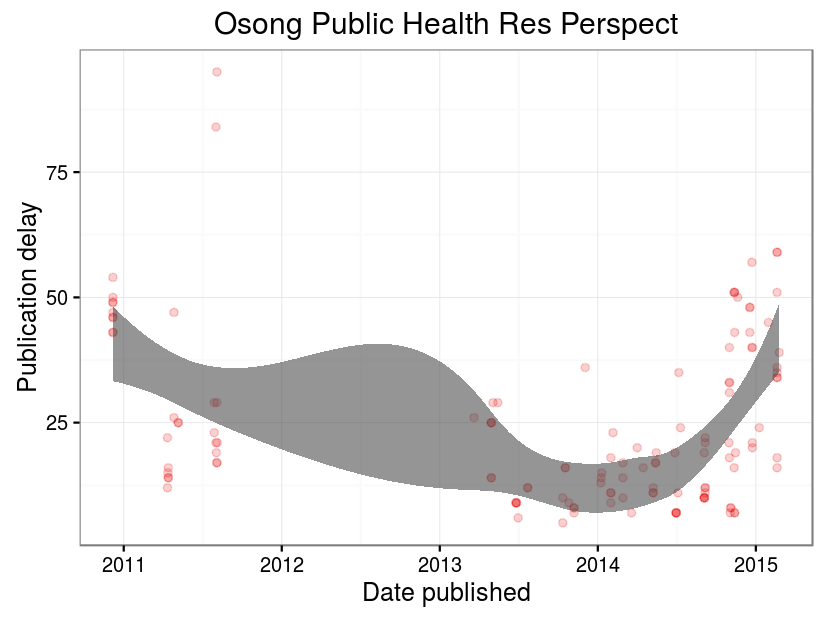 Osong Public Health Res Perspect
Publication delay
75
50
25
2011 2012 2013 2014 2015
Date published